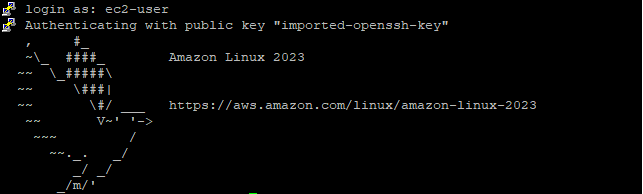 login as: ec2-user
Authenticating with public key "imported-openssh-key"
   ,     #_
   ~\_  ####_        Amazon Linux 2023
  ~~  \_#####\
  ~~     \###|
  ~~       \#/ ___   https://aws.amazon.com/linux/amazon-linux-2023
   ~~       V~' '->
    ~~~         /
      ~~._.   _/
         _/ _/
       _/m/'